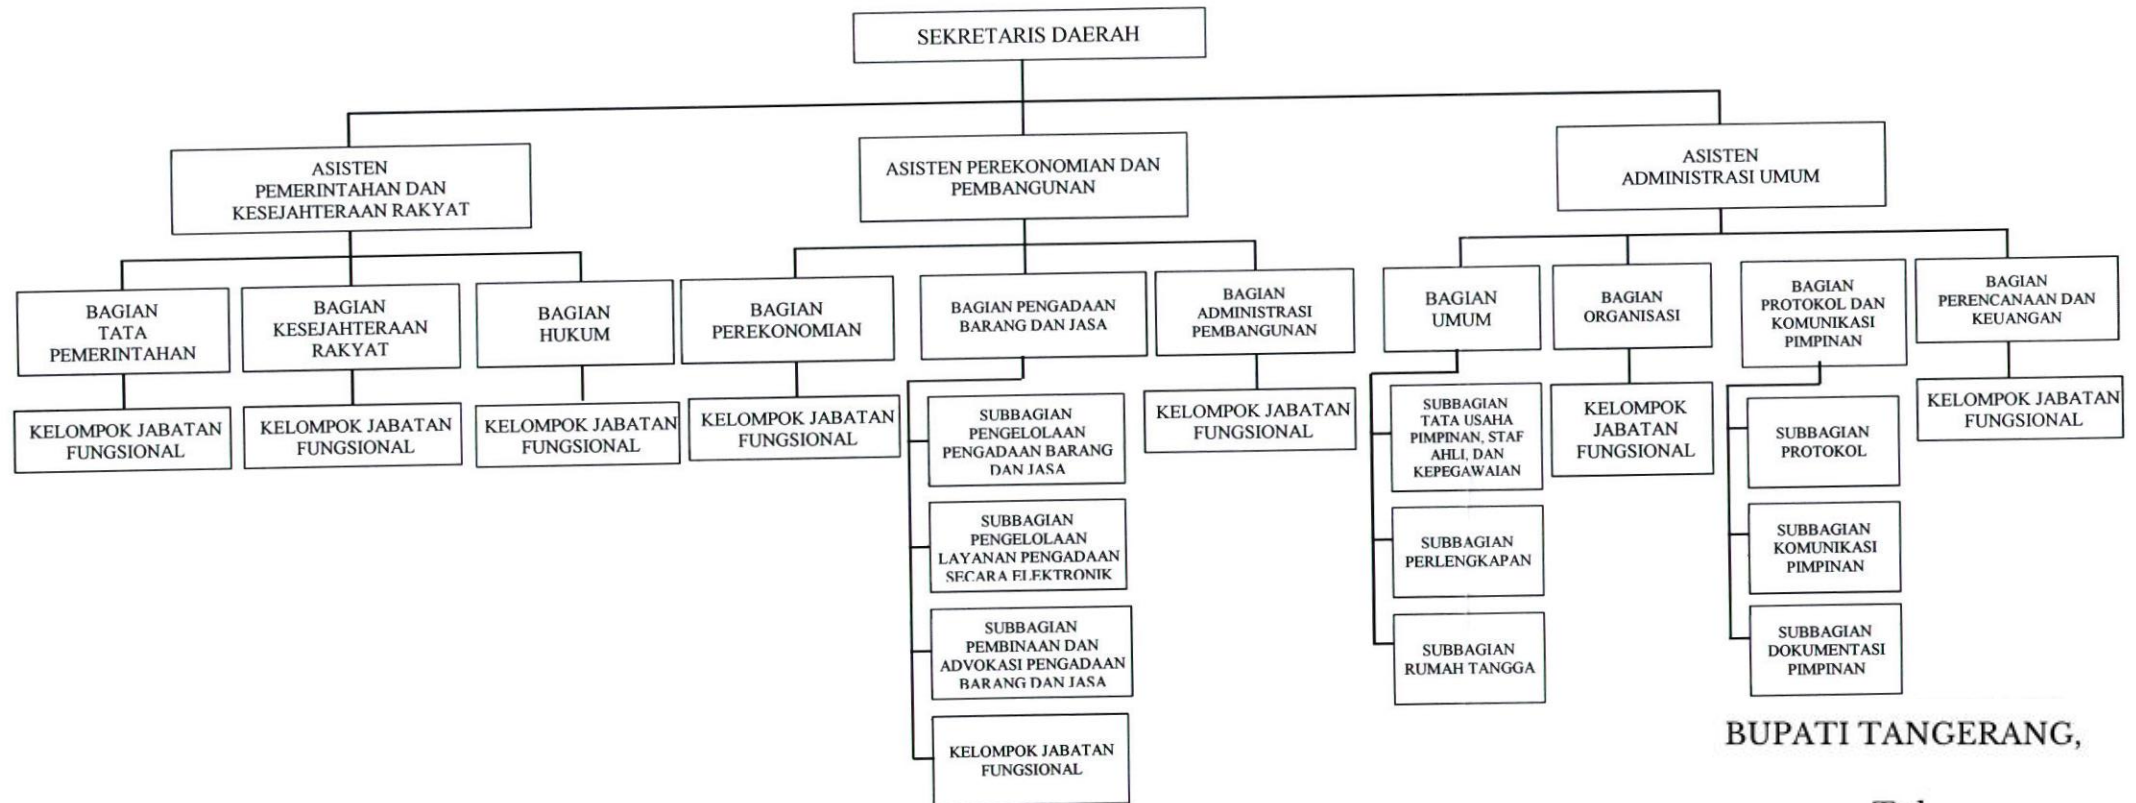 SEKRETARIS DAERAH
ASISTEN
PEMERINTAHAN DAN
KESEJAHTERAAN RAKYAT
ASISTEN PEREKONOMIAN DAN
PEMBANGUNAN
ASISTEN
ADMINISTRASI UMUM
BAGIAN
TATA
PEMERINTAHAN
BAGIAN
KESEJAHTERAAN
RAKYAT
BAGIAN
HUKUM
BAGIAN
PEREKONOMIAN
BAGIAN PENGADAAN
BARANG DAN JASA
BAGIAN
ADMINISTRASI
PEMBANGUNAN
BAGIAN
UMUM
BAGIAN
ORGANISASI
BAGIAN
PROTOKOL DAN
KOMUNIKASI
PIMPINAN
BAGIAN
PERENCANAAN DAN
KEUANGAN
KELOMPOK JABATAN
FUNGSIONAL
KELOMPOK JABATAN
FUNGSIONAL
KELOMPOK JABATAN
FUNGSIONAL
KELOMPOK JABATAN
FUNGSIONAL
SUBBAGIAN
PENGELOLAAN
PENGADAAN BARANG
DAN JASA
SUBBAGIAN
PENGELOLAAN
LAYANAN PENGADAAN
SECARA ELEKTRONIK
SUBBAGIAN
PEMBINAAN DAN
ADVOKASI PENGADAAN
BARANG DAN JASA
KELOMPOK JABATAN
FUNGSIONAL
KELOMPOK JABATAN
FUNGSIONAL
SUBBAGIAN
TATA USAHA
PIMPINAN, STAF
AHLI, DAN
KEPEGAWAIAN
SUBBAGIAN
PERLENGKAPAN
SUBBAGIAN
RUMAH TANGGA
KELOMPOK
JABATAN
FUNGSIONAL
SUBBAGIAN
PROTOKOL
SUBBAGIAN
KOMUNIKASI
PIMPINAN
SUBBAGIAN
DOKUMENTASI
PIMPINAN
KELOMPOK JABATAN
FUNGSIONAL
BUPATI TANGERANG,